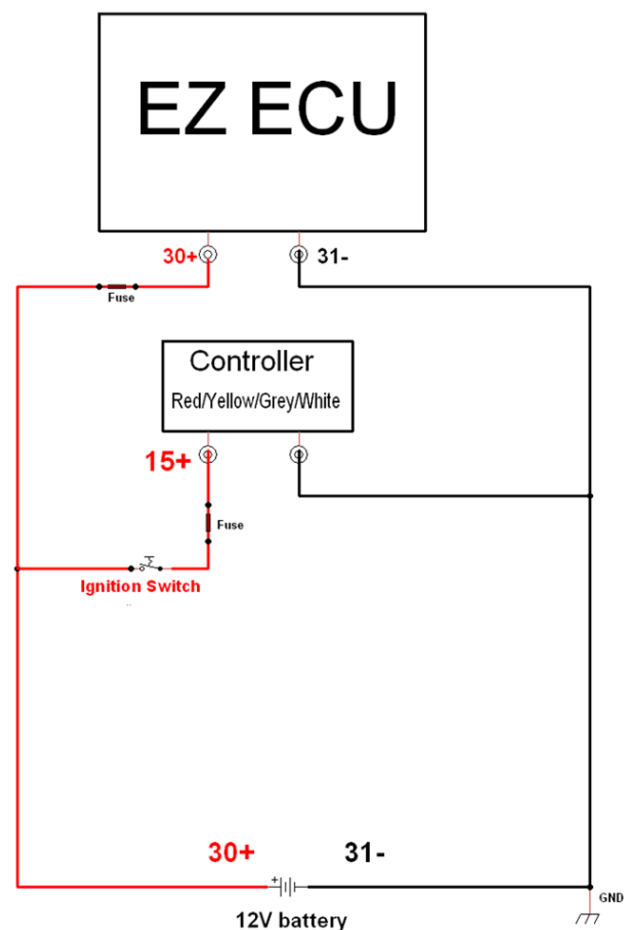 EZ ECU
30+
31-
Fuse
Controller
Red/Yellow/Grey/White
15+
Fuse
Ignition Switch
30+
31-
+
GND
12V battery